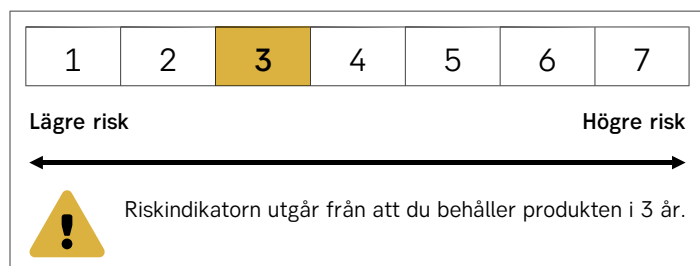 1 2 3 4 5 6 7
Lägre risk Högre risk
Riskindikatorn utgår från att du behåller produkten i 3 år.